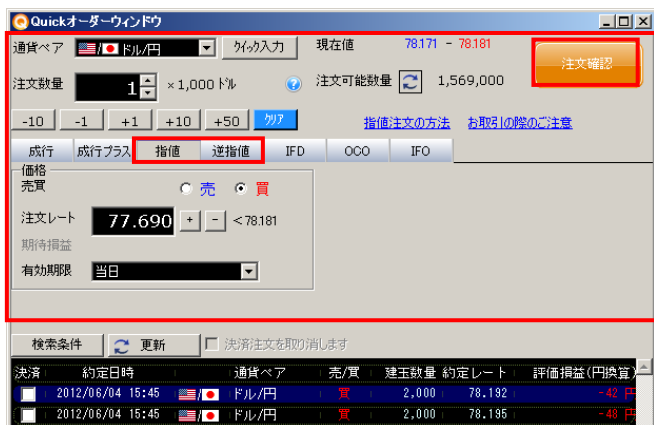 Quickオーダーウィンドウ
通貨ペア ドル/円 クイック入力 現在値 78.171 - 78.181 注文確認
注文数量 1 ×1,000 ドル 注文可能数量 1,569,000
-10 -1 +1 +10 +50 クリア 指値注文の方法 お取引の際のご注意
成行 成行プラス 指値 逆指値 IFD OCO IFO
価格
売買 売 買
注文レート 77.690 + - <78.181
期待損益
有効期限 当日
検索条件 更新 決済注文を取り消します
決済 約定日時 通貨ペア 売/買 建玉数量 約定レート 評価損益(円換算)
2012/06/04 15:45 ドル/円 買 2,000 78.192 -42 円
2012/06/04 15:45 ドル/円 買 2,000 78.195 -48 円